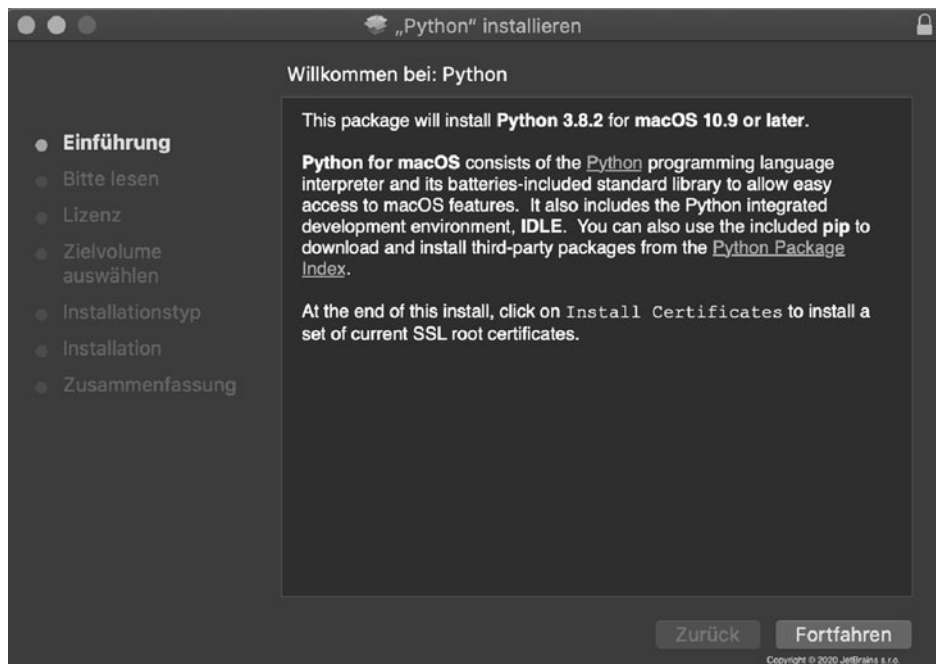 „Python“ installieren
Willkommen bei: Python
Einführung
Bitte lesen
Lizenz
Zielvolume
auswählen
Installationstyp
Installation
Zusammenfassung
This package will install Python 3.8.2 for macOS 10.9 or later.
Python for macOS consists of the Python programming language
interpreter and its batteries-included standard library to allow easy
access to macOS features.  It also includes the Python integrated
development environment, IDLE.  You can also use the included pip to
download and install third-party packages from the Python Package
Index.
At the end of this install, click on Install Certificates to install a
set of current SSL root certificates.
Zurück
Fortfahren
Copyright © 2020 JetBrains s.r.o.